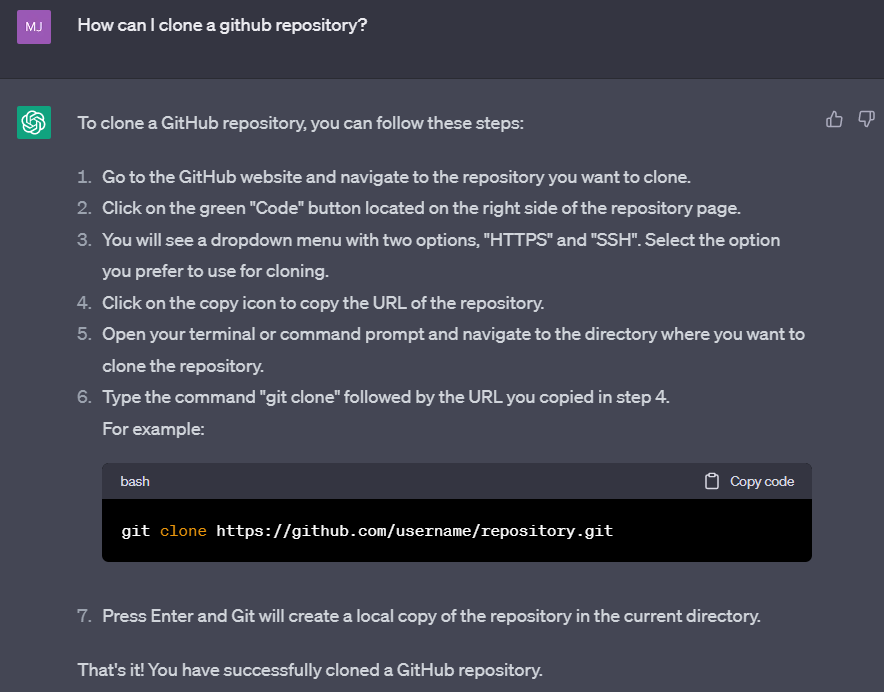 MJ
How can I clone a github repository?
To clone a GitHub repository, you can follow these steps:
1. Go to the GitHub website and navigate to the repository you want to clone.
2. Click on the green "Code" button located on the right side of the repository page.
3. You will see a dropdown menu with two options, "HTTPS" and "SSH". Select the option
you prefer to use for cloning.
4. Click on the copy icon to copy the URL of the repository.
5. Open your terminal or command prompt and navigate to the directory where you want to
clone the repository.
6. Type the command "git clone" followed by the URL you copied in step 4.
For example:
bash Copy code
git clone https://github.com/username/repository.git
7. Press Enter and Git will create a local copy of the repository in the current directory.
That's it! You have successfully cloned a GitHub repository.